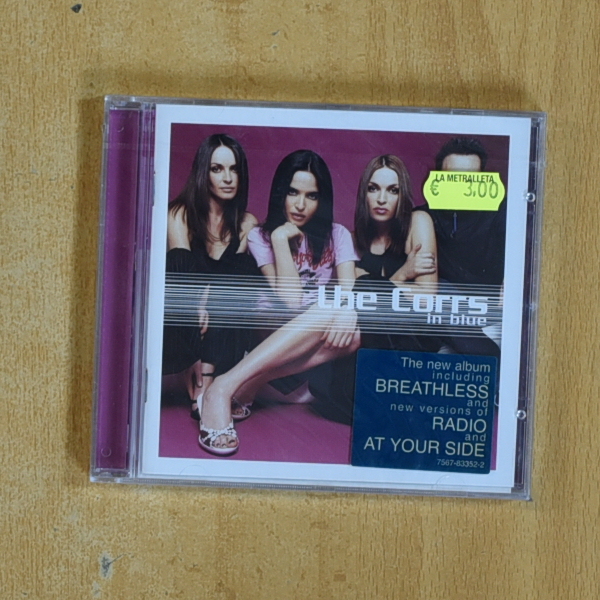 LA METRALLETA
€ 3.00
the Corrs
in blue
The new album
including
BREATHLESS
and
new versions of
RADIO
and
AT YOUR SIDE
7567-83352-2